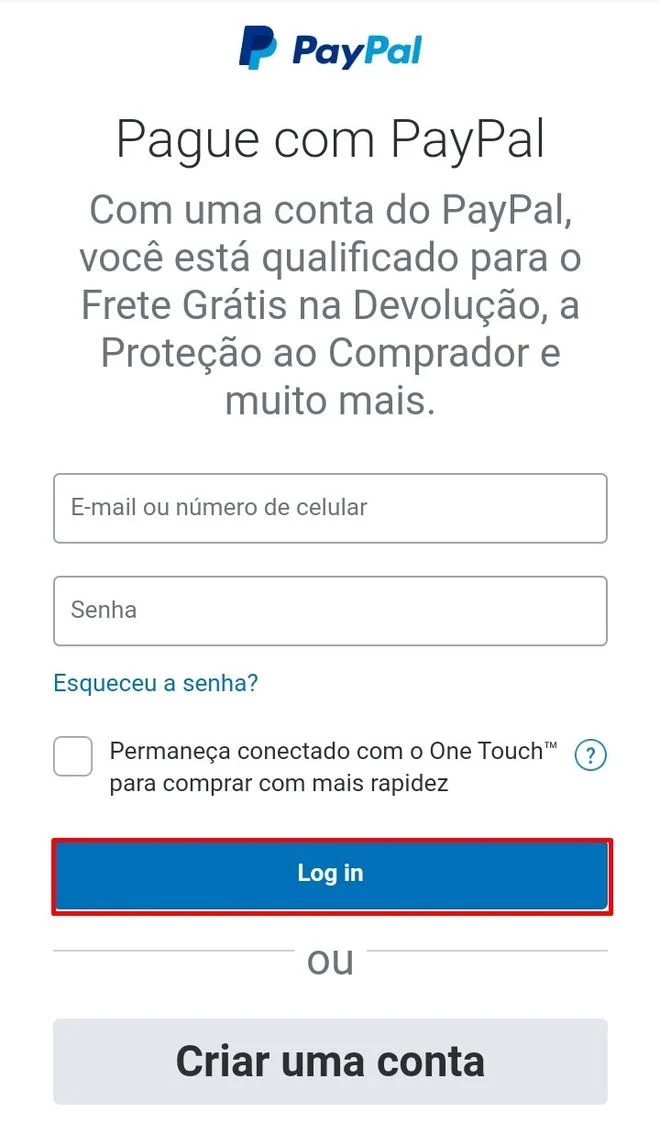 PayPal
Pague com PayPal
Com uma conta do PayPal,
você está qualificado para o
Frete Grátis na Devolução, a
Proteção ao Comprador e
muito mais.
E-mail ou número de celular
Senha
Esqueceu a senha?
Permaneça conectado com o One Touch™
para comprar com mais rapidez
?
Log in
ou
Criar uma conta